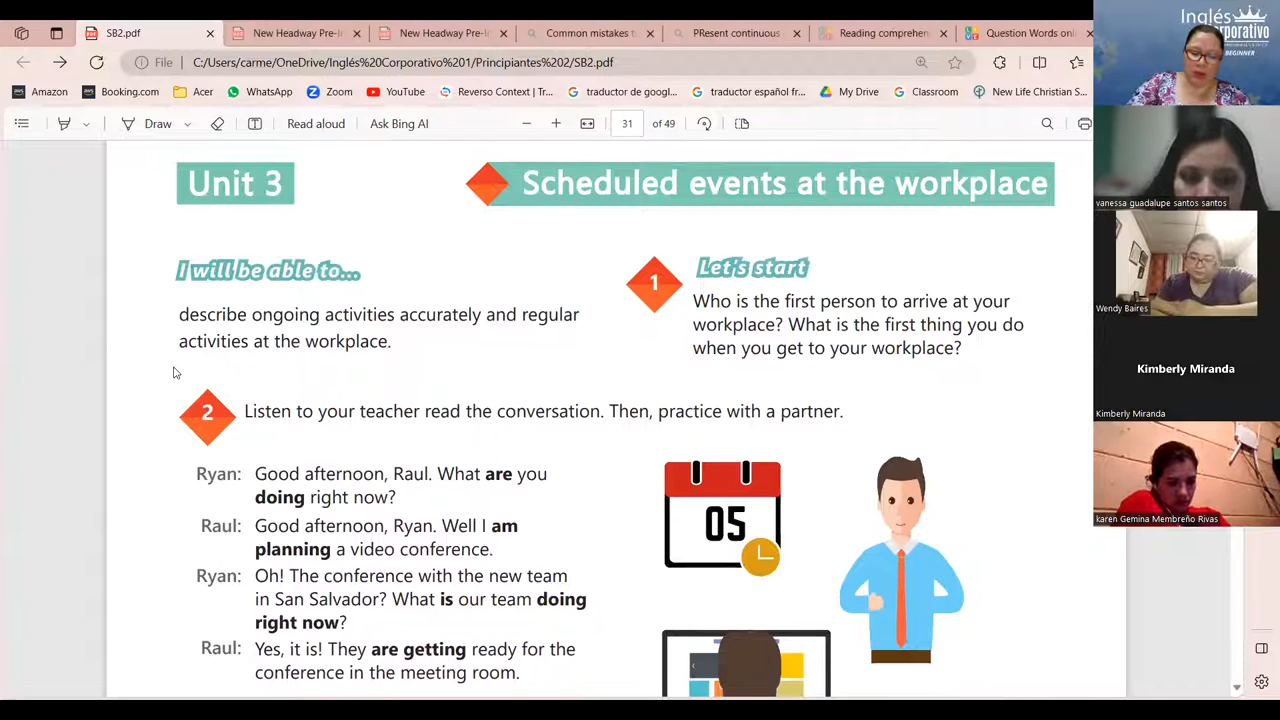 SB2.pdf
New Headway Pre-In
New Headway Pre-In
Common mistakes t
PResent continuous
Reading comprehen
Question Words onl
File
C:/Users/carme/OneDrive/Inglés%20Corporativo%201/Principiante%202/SB2.pdf
Amazon
Booking.com
Acer
WhatsApp
Zoom
YouTube
Reverso Context | Tr...
traductor de googl...
traductor español fr...
My Drive
Classroom
New Life Christian S...
Draw
Read aloud
Ask Bing AI
31
of 49
Unit 3
Scheduled events at the workplace
I will be able to...
describe ongoing activities accurately and regular
activities at the workplace.
1
Let's start
Who is the first person to arrive at your
workplace? What is the first thing you do
when you get to your workplace?
2
Listen to your teacher read the conversation. Then, practice with a partner.
Ryan: Good afternoon, Raul. What are you
doing right now?
Raul: Good afternoon, Ryan. Well I am
planning a video conference.
Ryan: Oh! The conference with the new team
in San Salvador? What is our team doing
right now?
Raul: Yes, it is! They are getting ready for the
conference in the meeting room.
05
Inglés
BEGINNER
vanessa guadalupe santos santos
Wendy Baires
Kimberly Miranda
Kimberly Miranda
karen Gemina Membreño Rivas